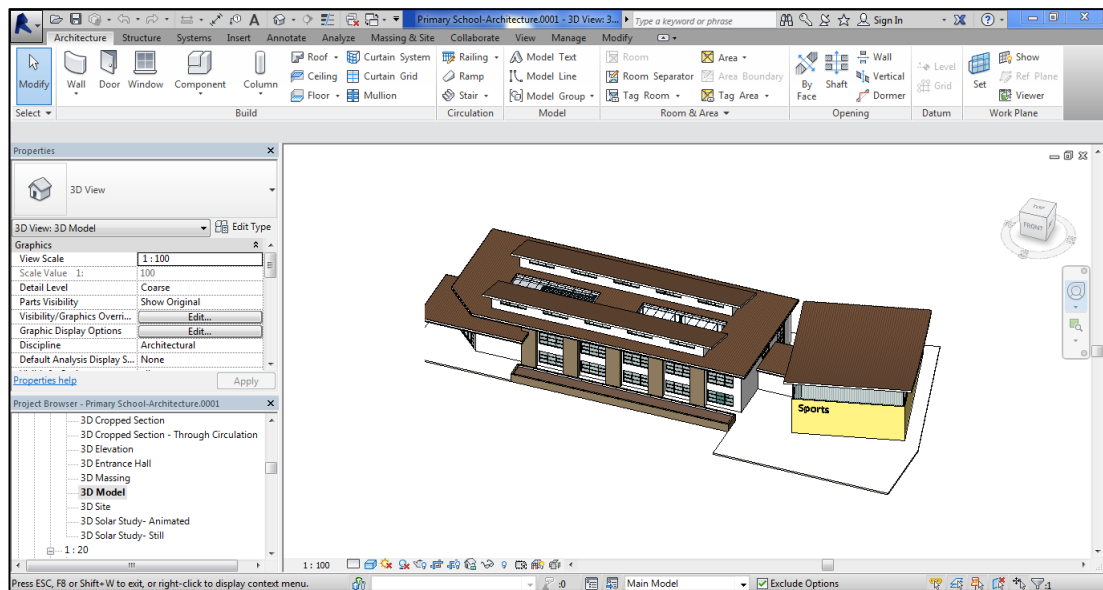 Primary School-Architecture.0001 - 3D View: 3... Type a keyword or phrase Sign In
Architecture Structure Systems Insert Annotate Analyze Massing & Site Collaborate View Manage Modify
Modify Wall Door Window Component Column
Roof Curtain System Railing Model Text Room Area Wall Level Show
Ceiling Curtain Grid Ramp Model Line Room Separator Area Boundary By Face Shaft Vertical Grid Set Ref Plane
Floor Mullion Stair Model Group Tag Room Tag Area Dormer Viewer
Select Build Circulation Model Room & Area Opening Datum Work Plane
Properties
3D View
3D View: 3D Model Edit Type
Graphics
View Scale 1 : 100
Scale Value 1: 100
Detail Level Coarse
Parts Visibility Show Original
Visibility/Graphics Overri... Edit...
Graphic Display Options Edit...
Discipline Architectural
Default Analysis Display S... None
Properties help Apply
Project Browser - Primary School-Architecture.0001
3D Cropped Section
3D Cropped Section - Through Circulation
3D Elevation
3D Entrance Hall
3D Massing
3D Model
3D Site
3D Solar Study- Animated
3D Solar Study- Still
1 : 20
TOP
FRONT
Sports
1 : 100
Press ESC, F8 or Shift+W to exit, or right-click to display context menu. :0 Main Model Exclude Options :1